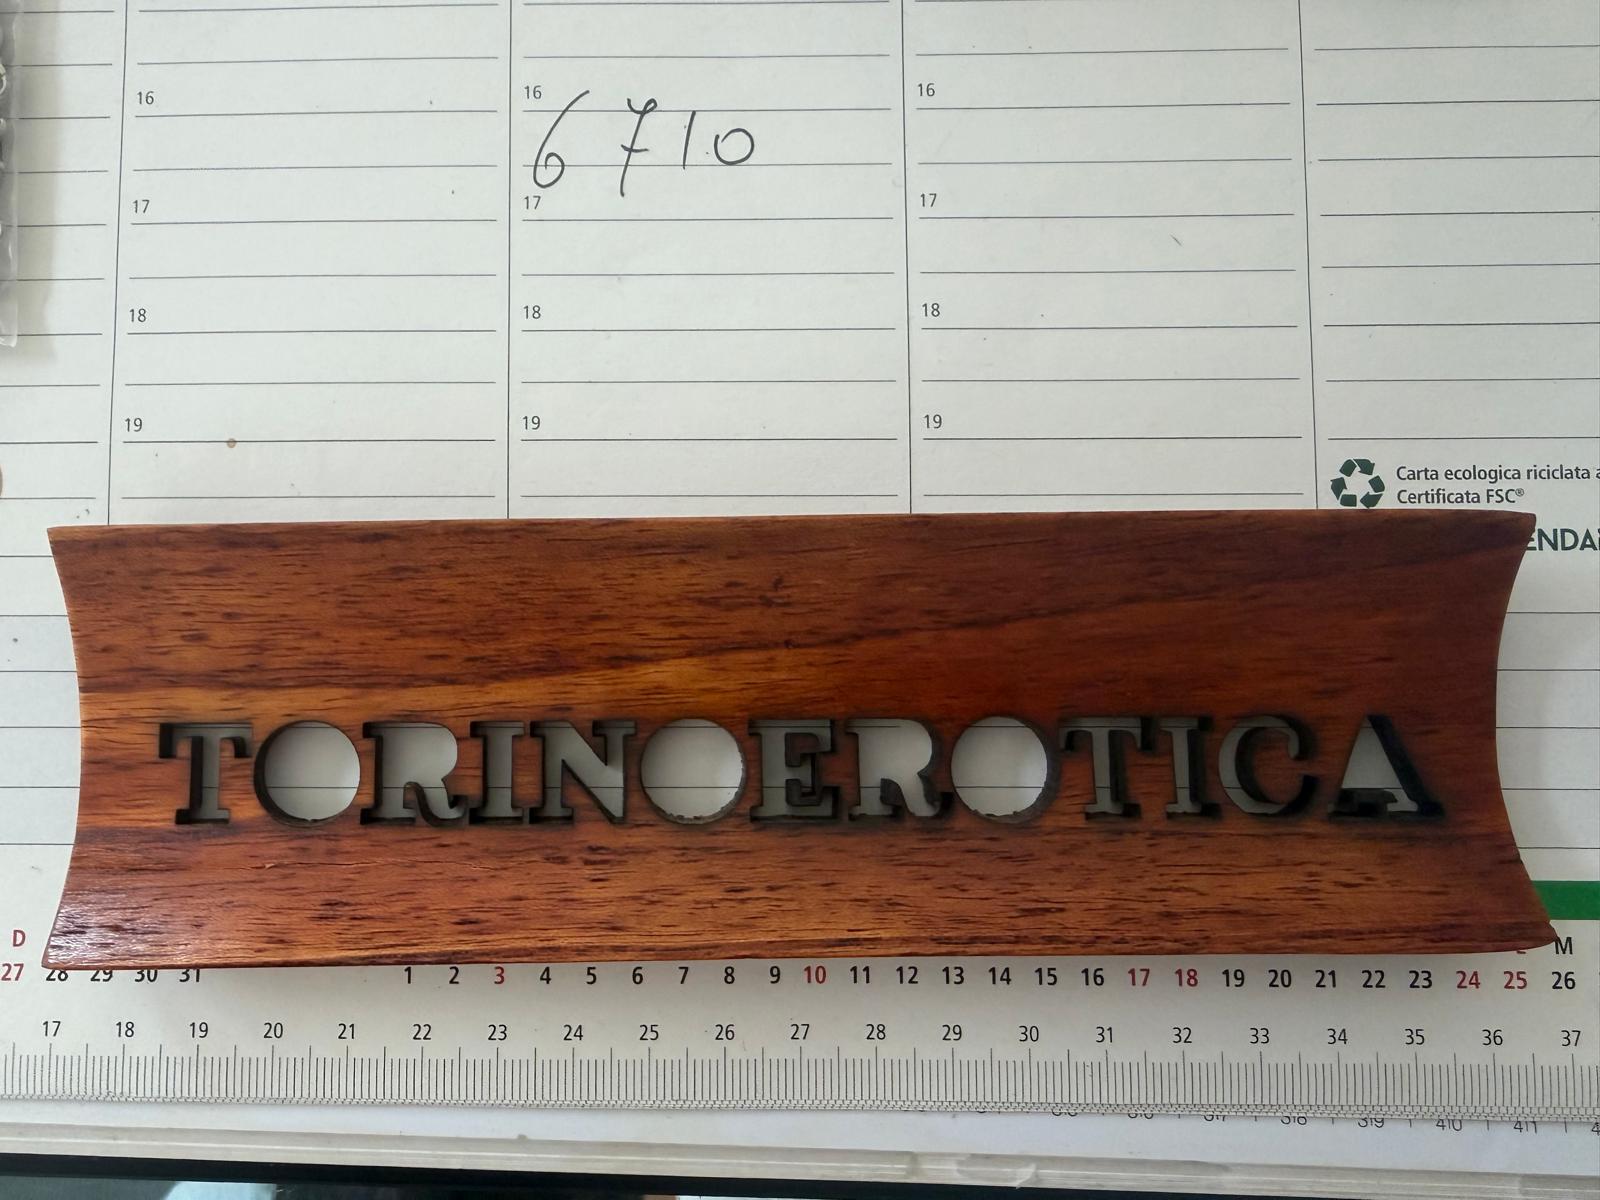 16 16 16
6 7 10
17 17 17
18 18 18
19 19 19
Carta ecologica riciclata
Certificata FSC®
TORINOEROTICA
D M
27 28 29 30 31 1 2 3 4 5 6 7 8 9 10 11 12 13 14 15 16 17 18 19 20 21 22 23 24 25 26
17 18 19 20 21 22 23 24 25 26 27 28 29 30 31 32 33 34 35 36 37